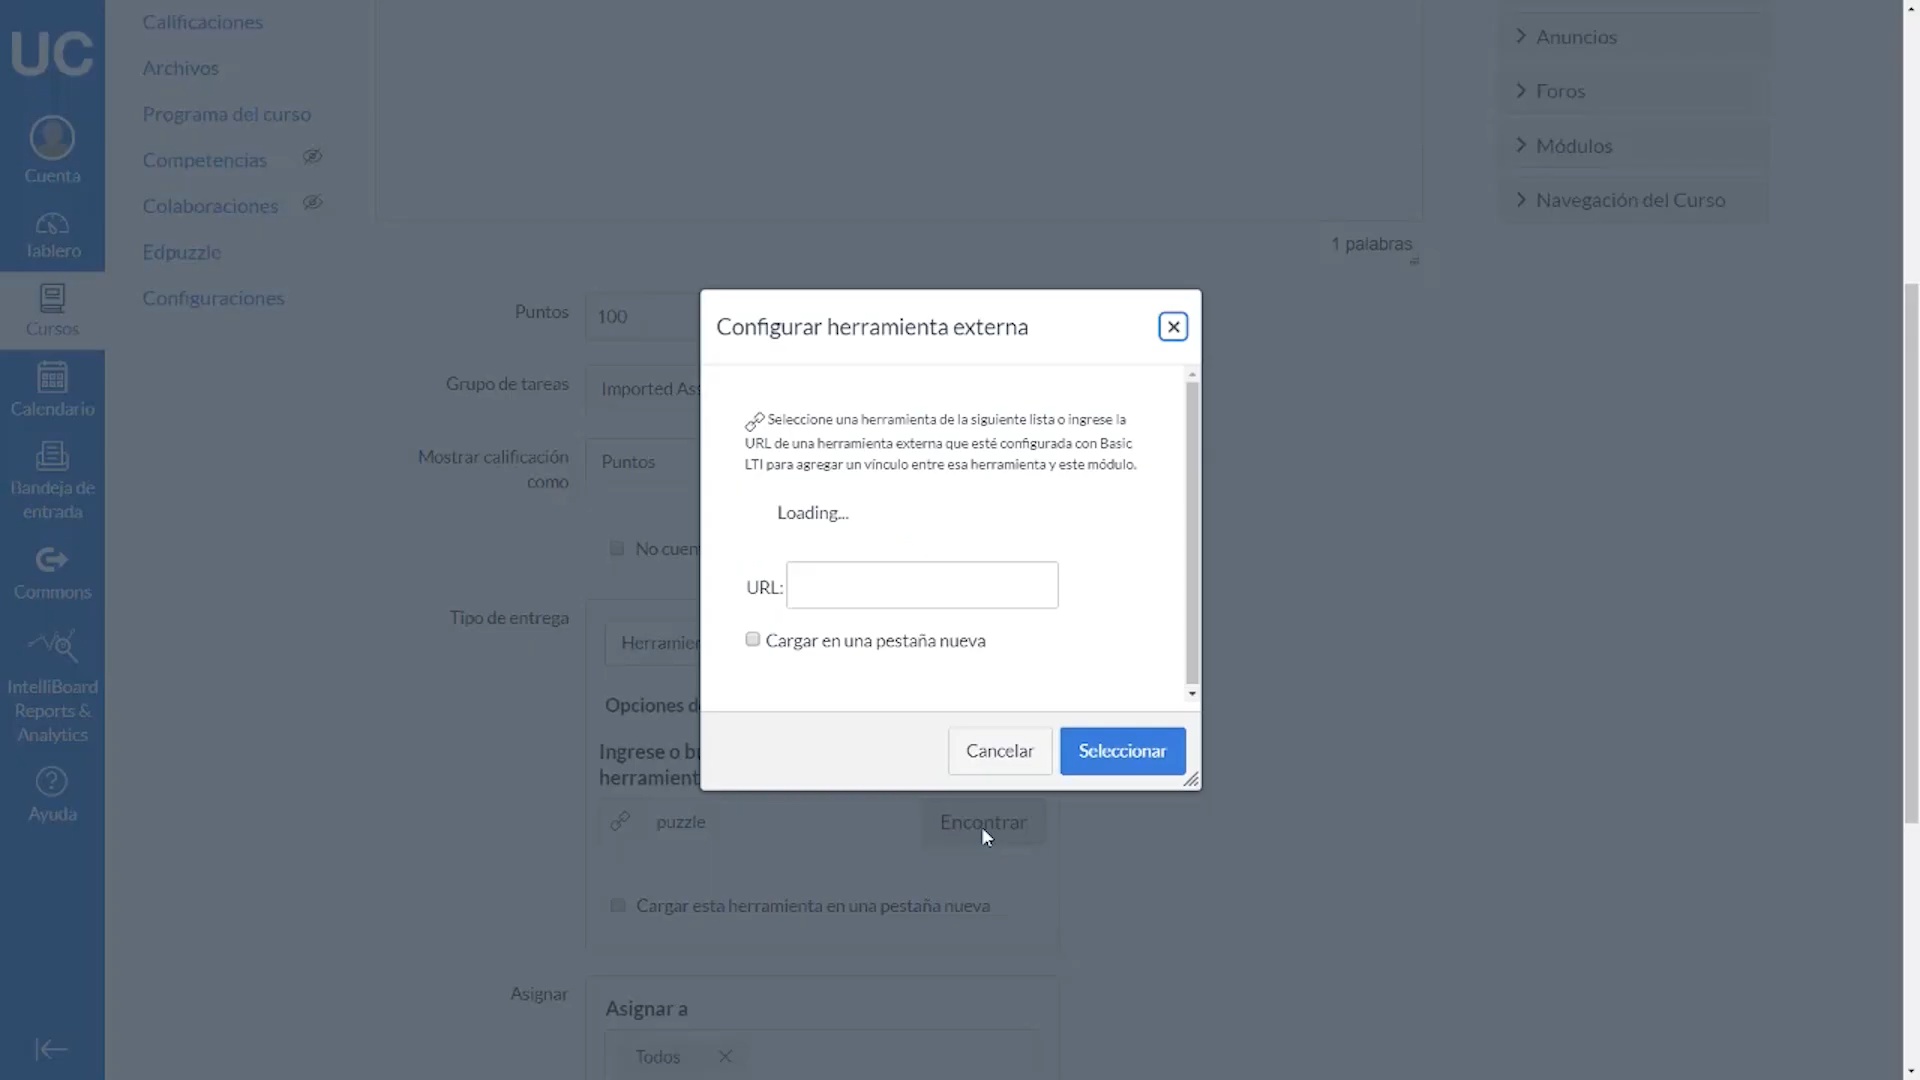 UC
Cuenta
Tablero
Cursos
Calendario
Bandeja de
entrada
Commons
IntelliBoard
Reports &
Analytics
Ayuda
Calificaciones
Archivos
Programa del curso
Competencias
Colaboraciones
Edpuzzle
Configuraciones
1 palabras
Puntos
100
Grupo de tareas
Imported Ass
Mostrar calificación
como
Puntos
No cuen
Tipo de entrega
Herramien
Opciones d
Ingrese o bu
herramient
puzzle
Encontrar
Cargar esta herramienta en una pestaña nueva
Asignar
Asignar a
Todos
Configurar herramienta externa
Seleccione una herramienta de la siguiente lista o ingrese la
URL de una herramienta externa que esté configurada con Basic
LTI para agregar un vínculo entre esa herramienta y este módulo.
Loading...
URL:
Cargar en una pestaña nueva
Cancelar
Seleccionar
Anuncios
Foros
Módulos
Navegación del Curso